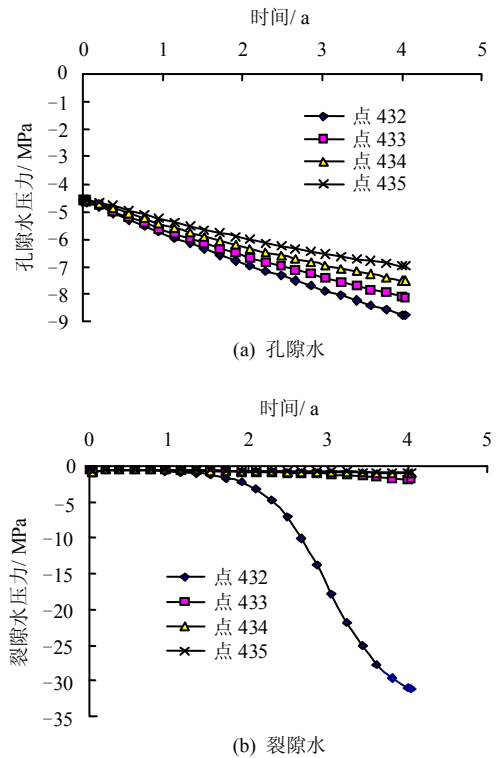 时间/ a
0 1 2 3 4 5
0
−1
−2
−3
−4
−5
−6
−7
−8
−9
孔隙水压力/ MPa
点 432
点 433
点 434
点 435
(a) 孔隙水
时间/ a
0 1 2 3 4 5
0
−5
−10
−15
−20
−25
−30
−35
裂隙水压力/ MPa
点 432
点 433
点 434
点 435
(b) 裂隙水